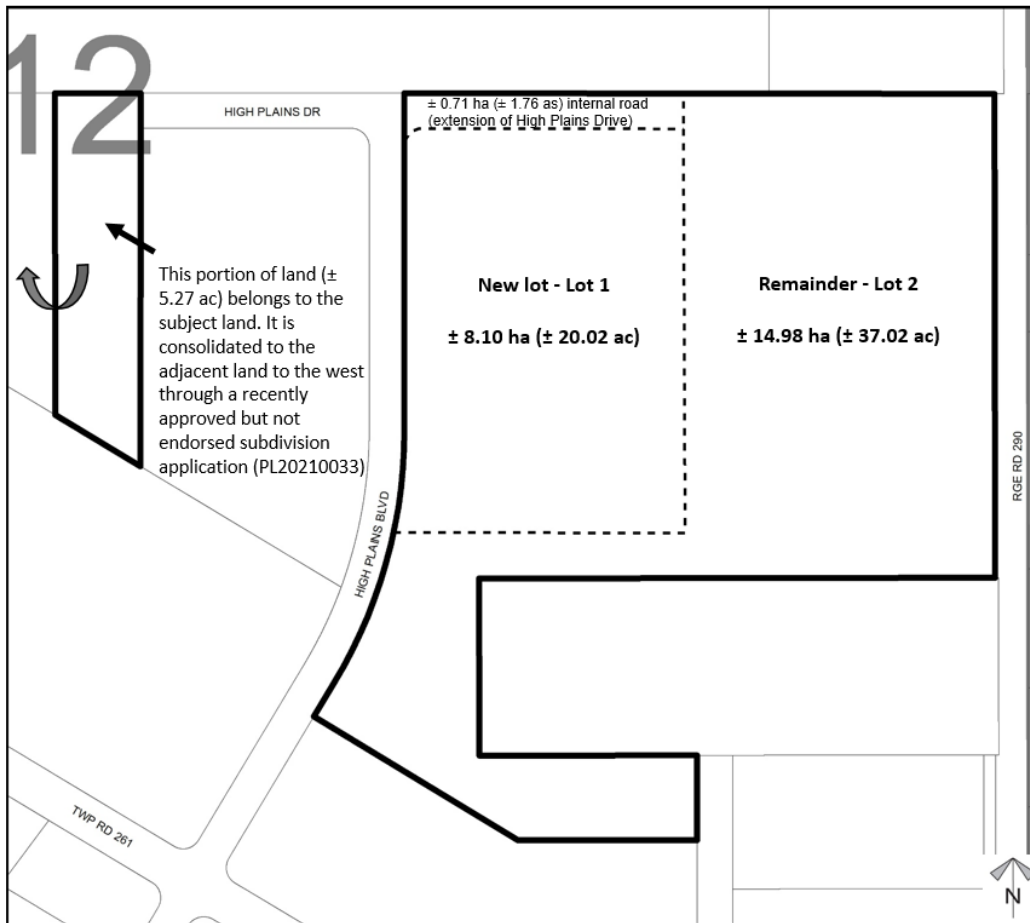 12
HIGH PLAINS DR
± 0.71 ha (± 1.76 as) internal road
(extension of High Plains Drive)
This portion of land (±
5.27 ac) belongs to the
subject land. It is
consolidated to the
adjacent land to the west
through a recently
approved but not
endorsed subdivision
application (PL20210033)
New lot - Lot 1
± 8.10 ha (± 20.02 ac)
Remainder - Lot 2
± 14.98 ha (± 37.02 ac)
RGE RD 290
HIGH PLAINS BLVD
TWP RD 261
N